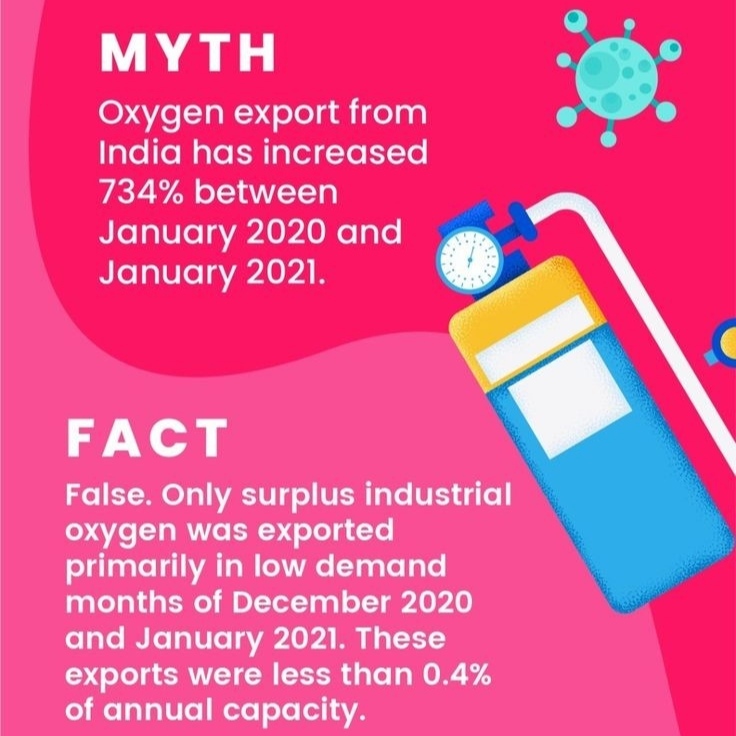 MYTH
Oxygen export from
India has increased
734% between
January 2020 and
January 2021.
FACT
False. Only surplus industrial
oxygen was exported
primarily in low demand
months of December 2020
and January 2021. These
exports were less than 0.4%
of annual capacity.